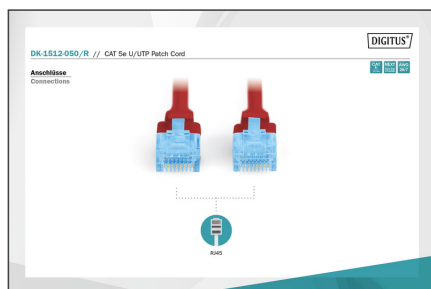 DIGITUS®
DK-1512-050/R // CAT 5e U/UTP Patch Cord
Anschlüsse
Connections
RJ45